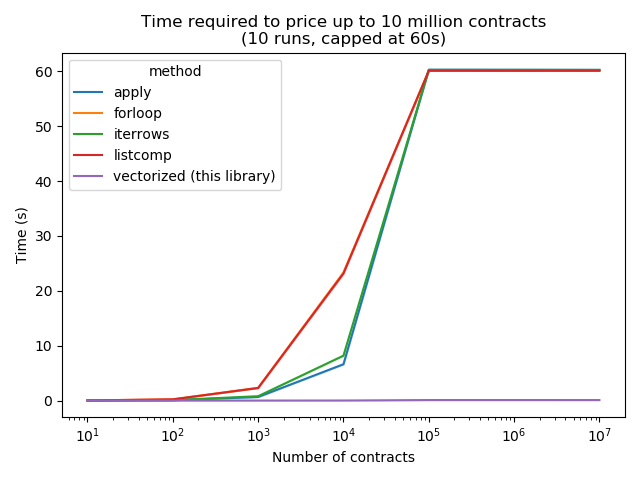 Time required to price up to 10 million contracts
(10 runs, capped at 60s)
method
apply
forloop
iterrows
listcomp
vectorized (this library)
Time (s)
60
50
40
30
20
10
0
10¹ 10² 10³ 10⁴ 10⁵ 10⁶ 10⁷
Number of contracts